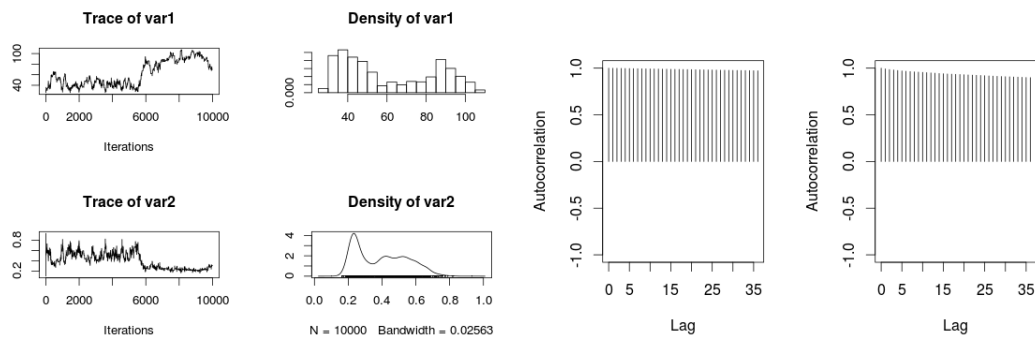 Trace of var1
100
40
0 2000 6000 10000
Iterations
Density of var1
0.000
40 60 80 100
Trace of var2
0.8
0.2
0 2000 6000 10000
Iterations
Density of var2
4
2
0
0.0 0.2 0.4 0.6 0.8 1.0
N = 10000 Bandwidth = 0.02563
Autocorrelation
1.0
0.5
0.0
-0.5
-1.0
0 5 15 25 35
Lag
Autocorrelation
1.0
0.5
0.0
-0.5
-1.0
0 5 15 25 35
Lag